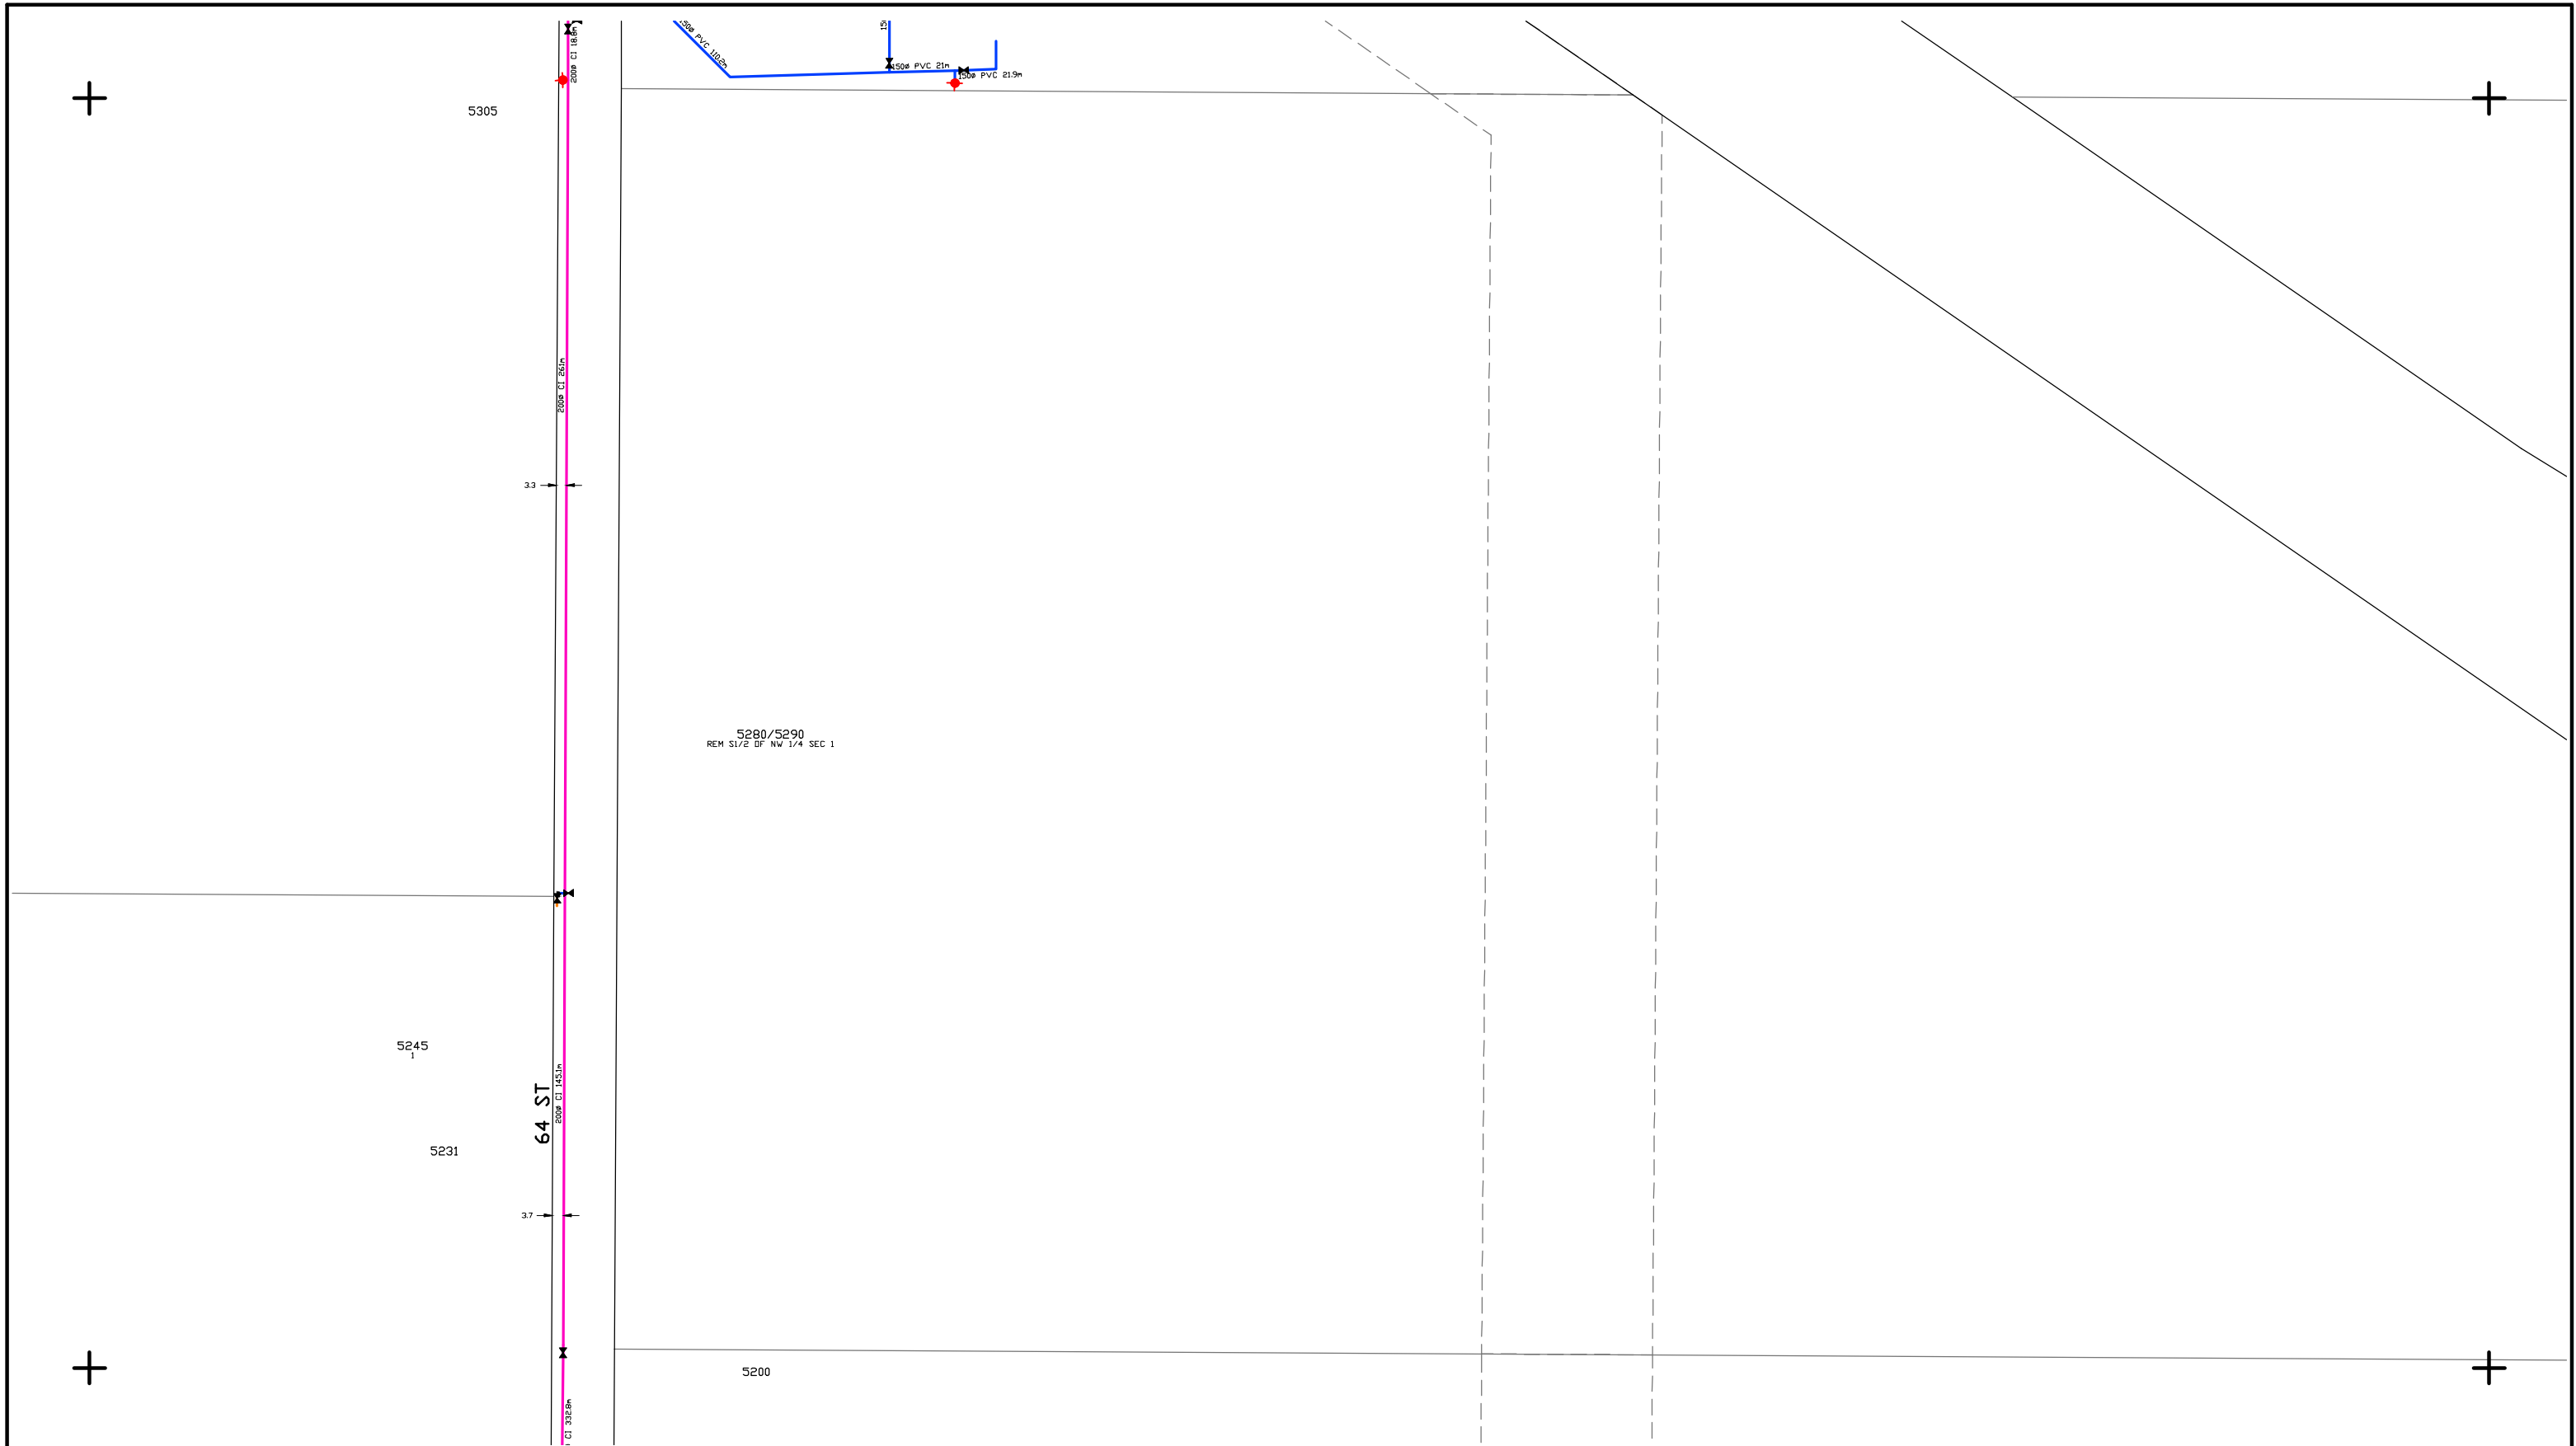 200ø CI 18.8m
150ø PVC 110.2m
150ø PVC 21m
150ø PVC 21.9m
5305
200ø CI 261m
3.3
5280/5290
REM S1/2 OF NW 1/4 SEC 1
5245
1
64 ST
200ø CI 145.1m
5231
3.7
5200
CI 332.8m